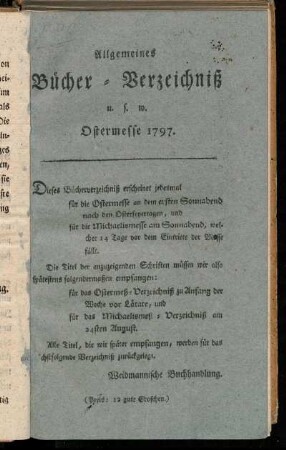 Allgemeines
Bücher-Verzeichniß
u. s. w.
Ostermesse 1797.
Dieses Bücherverzeichniß erscheinet jedesmal
für die Ostermesse an dem ersten Sonnabend
nach den Osterfeyertagen, und
für die Michaelismesse am Sonnabend, wel-
cher 14 Tage vor dem Eintritt der Messe
fällt.
Die Titel der anzuzeigenden Schriften müssen wir also
spätestens folgendermaßen empfangen:
für das Ostermeß-Verzeichniß zu Anfang der
Woche vor Lätare, und
für das Michaelismeß-Verzeichniß am
24sten August.
Alle Titel, die wir später empfangen, werden für das
nächstfolgende Verzeichniß zurückgelegt.
Weidmannische Buchhandlung.
(Preis: 12 gute Groschen.)